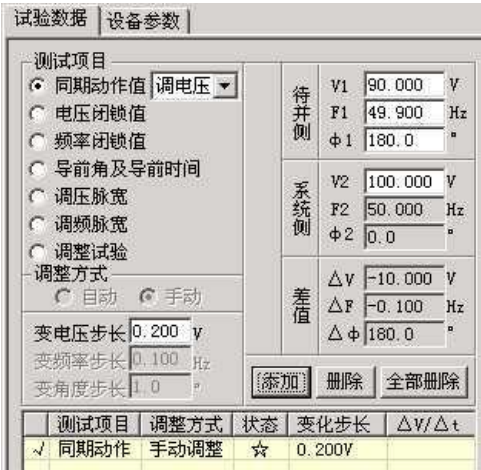 试验数据 设备参数
测试项目
同期动作值 调电压
电压闭锁值
频率闭锁值
导前角及导前时间
调压脉宽
调频脉宽
调整试验
调整方式
自动 手动
变电压步长 0.200 V
变频率步长 0.100 Hz
变角度步长 1.0 °
待并侧
V1 90.000 V
F1 49.900 Hz
φ1 180.0 °
系统侧
V2 100.000 V
F2 50.000 Hz
φ2 0.0 °
差值
△V -10.000 V
△F -0.100 Hz
△φ 180.0 °
添加 删除 全部删除
测试项目 调整方式 状态 变化步长 △V/△t
√ 同期动作 手动调整 ☆ 0.200V